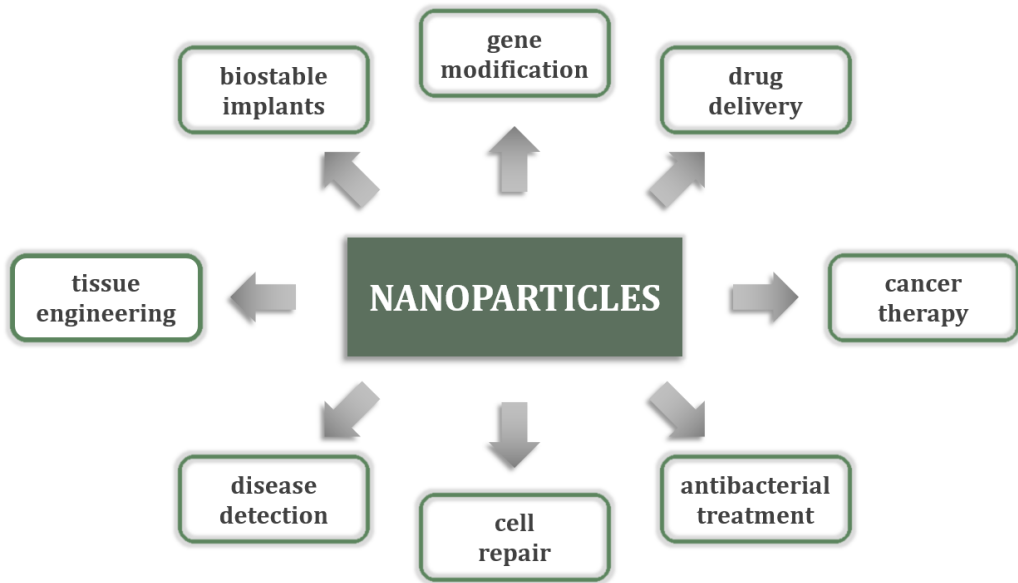 gene
modification
biostable
implants
drug
delivery
tissue
engineering
NANOPARTICLES
cancer
therapy
disease
detection
antibacterial
treatment
cell
repair